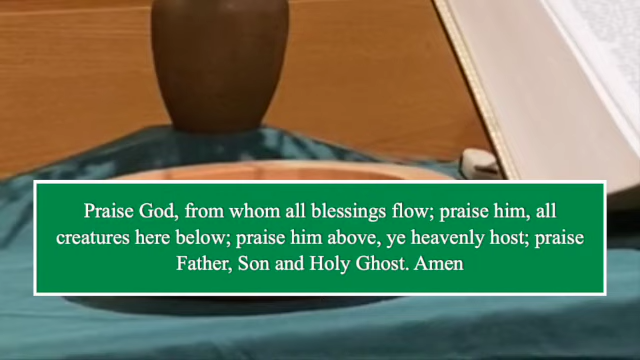 Praise God, from whom all blessings flow; praise him, all
creatures here below; praise him above, ye heavenly host; praise
Father, Son and Holy Ghost. Amen